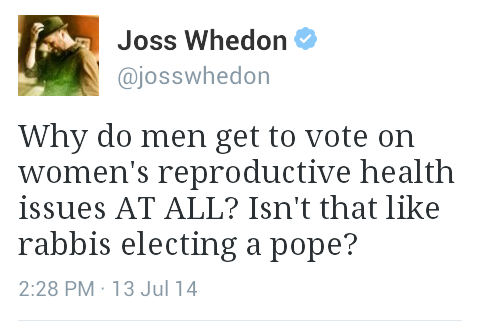 Joss Whedon
@josswhedon
Why do men get to vote on
women's reproductive health
issues AT ALL? Isn't that like
rabbis electing a pope?
2:28 PM · 13 Jul 14